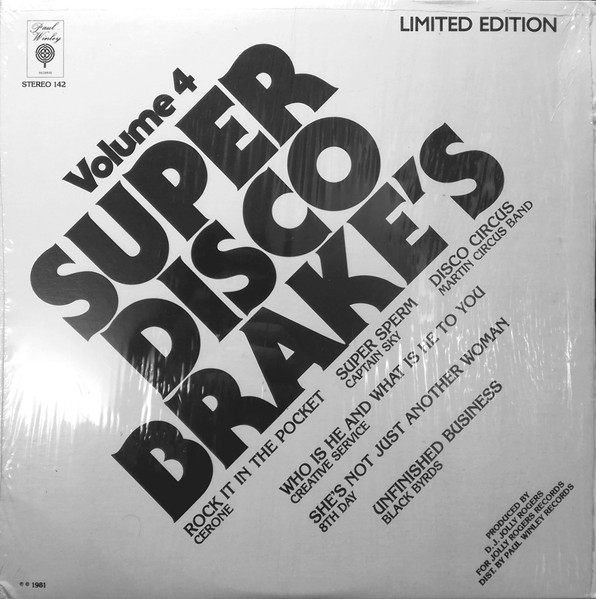 Paul
Winley
RECORDS
STEREO 142
LIMITED EDITION
Volume 4
SUPER
DISCO
BRAKE'S
ROCK IT IN THE POCKET
CERONE
SUPER SPERM
CAPTAIN SKY
DISCO CIRCUS
MARTIN CIRCUS BAND
WHO IS HE AND WHAT IS HE TO YOU
CREATIVE SERVICE
SHE'S NOT JUST ANOTHER WOMAN
8TH DAY
UNFINISHED BUSINESS
BLACK BYRDS
PRODUCED BY
D. J. JOLLY ROGERS
FOR JOLLY ROGERS RECORDS
DIST. BY PAUL WINLEY RECORDS
℗ ℗ 1981